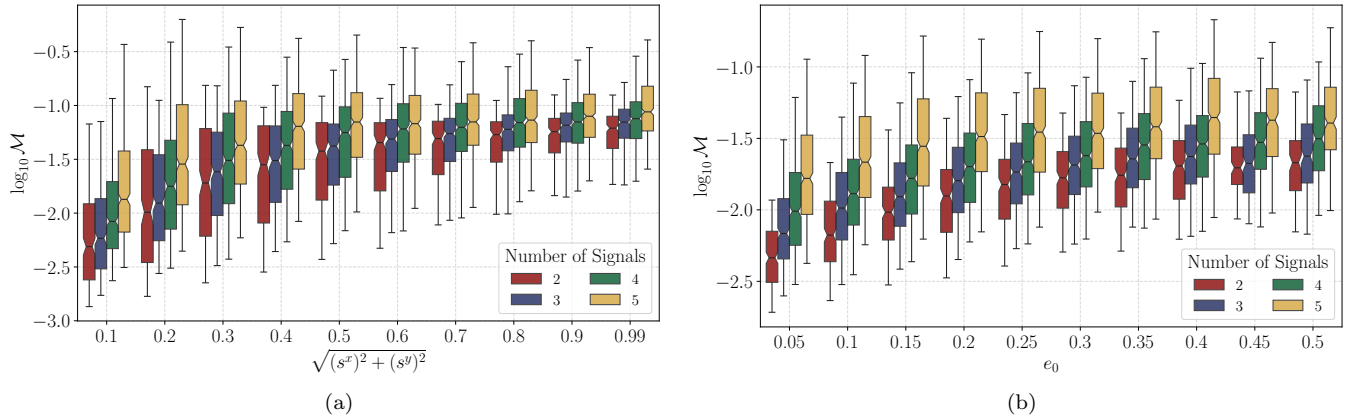 −0.5
−1.0
−1.5
−2.0
−2.5
−3.0
log₁₀ 𝓜
0.1 0.2 0.3 0.4 0.5 0.6 0.7 0.8 0.9 0.99
√((sˣ)² + (sʸ)²)
Number of Signals
2 4
3 5
(a)
−1.0
−1.5
−2.0
−2.5
log₁₀ 𝓜
0.05 0.1 0.15 0.2 0.25 0.3 0.35 0.4 0.45 0.5
e₀
Number of Signals
2 4
3 5
(b)